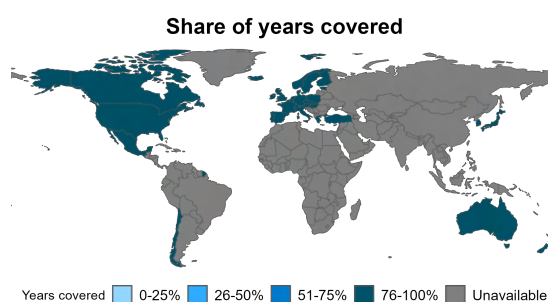 Share of years covered
Years covered 0-25% 26-50% 51-75% 76-100% Unavailable